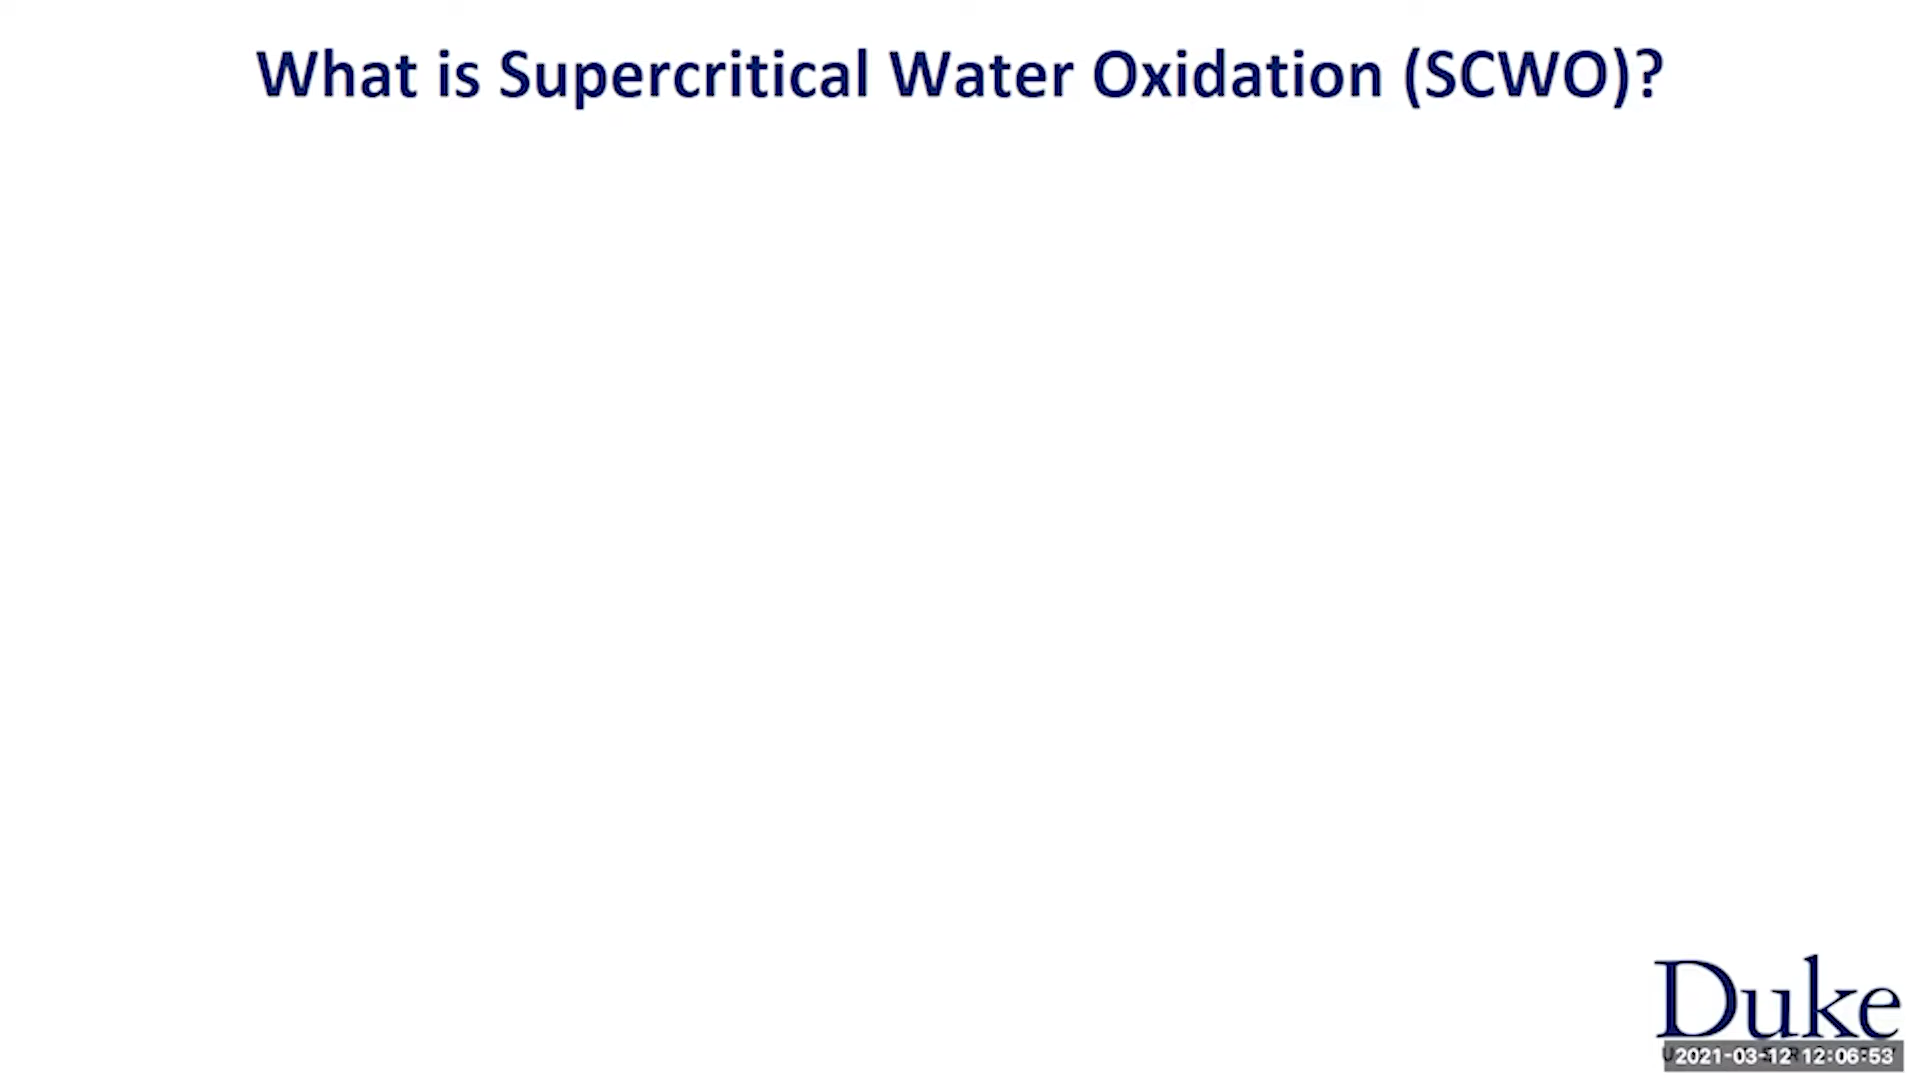 What is Supercritical Water Oxidation (SCWO)?
Duke
2021-03-12 12:06:53